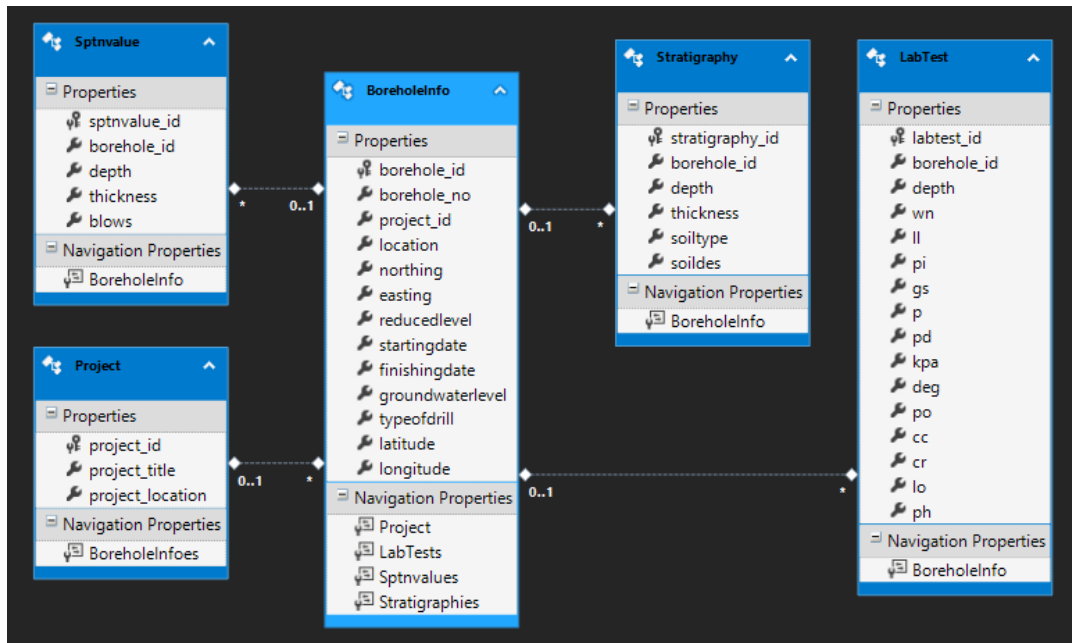 Sptnvalue
Properties
sptnvalue_id
borehole_id
depth
thickness
blows
Navigation Properties
BoreholeInfo
* 0..1
Project
Properties
project_id
project_title
project_location
Navigation Properties
BoreholeInfoes
0..1 *
BoreholeInfo
Properties
borehole_id
borehole_no
project_id
location
northing
easting
reducedlevel
startingdate
finishingdate
groundwaterlevel
typeofdrill
latitude
longitude
Navigation Properties
Project
LabTests
Sptnvalues
Stratigraphies
0..1 *
0..1 *
Stratigraphy
Properties
stratigraphy_id
borehole_id
depth
thickness
soiltype
soildes
Navigation Properties
BoreholeInfo
LabTest
Properties
labtest_id
borehole_id
depth
wn
ll
pi
gs
p
pd
kpa
deg
po
cc
cr
lo
ph
Navigation Properties
BoreholeInfo